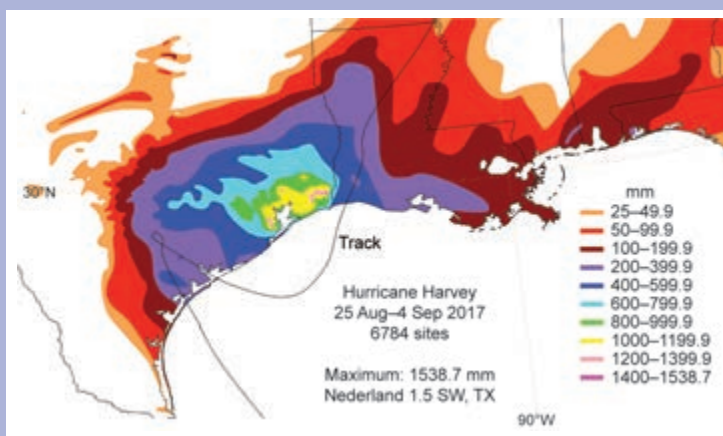 30°N
Track
Hurricane Harvey
25 Aug–4 Sep 2017
6784 sites
Maximum: 1538.7 mm
Nederland 1.5 SW, TX
90°W
mm
25–49.9
50–99.9
100–199.9
200–399.9
400–599.9
600–799.9
800–999.9
1000–1199.9
1200–1399.9
1400–1538.7